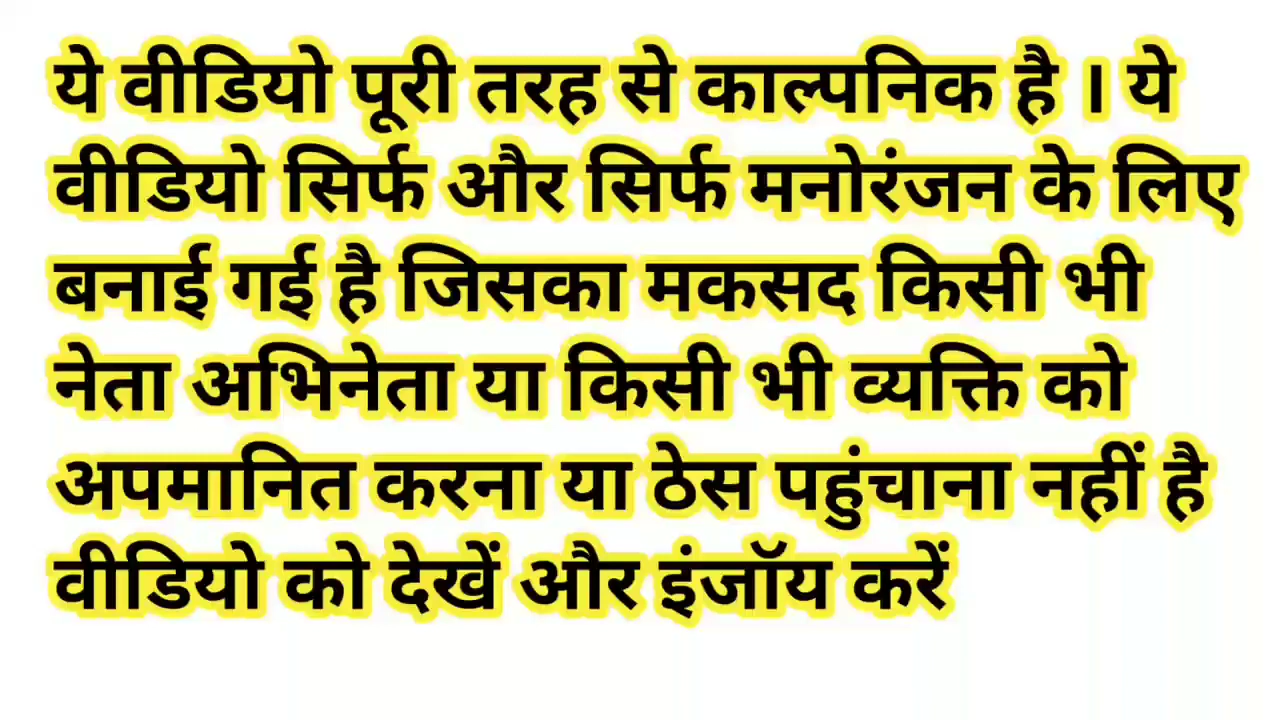 ये वीडियो पूरी तरह से काल्पनिक है । ये
वीडियो सिर्फ और सिर्फ मनोरंजन के लिए
बनाई गई है जिसका मकसद किसी भी
नेता अभिनेता या किसी भी व्यक्ति को
अपमानित करना या ठेस पहुंचाना नहीं है
वीडियो को देखें और इंजॉय करें